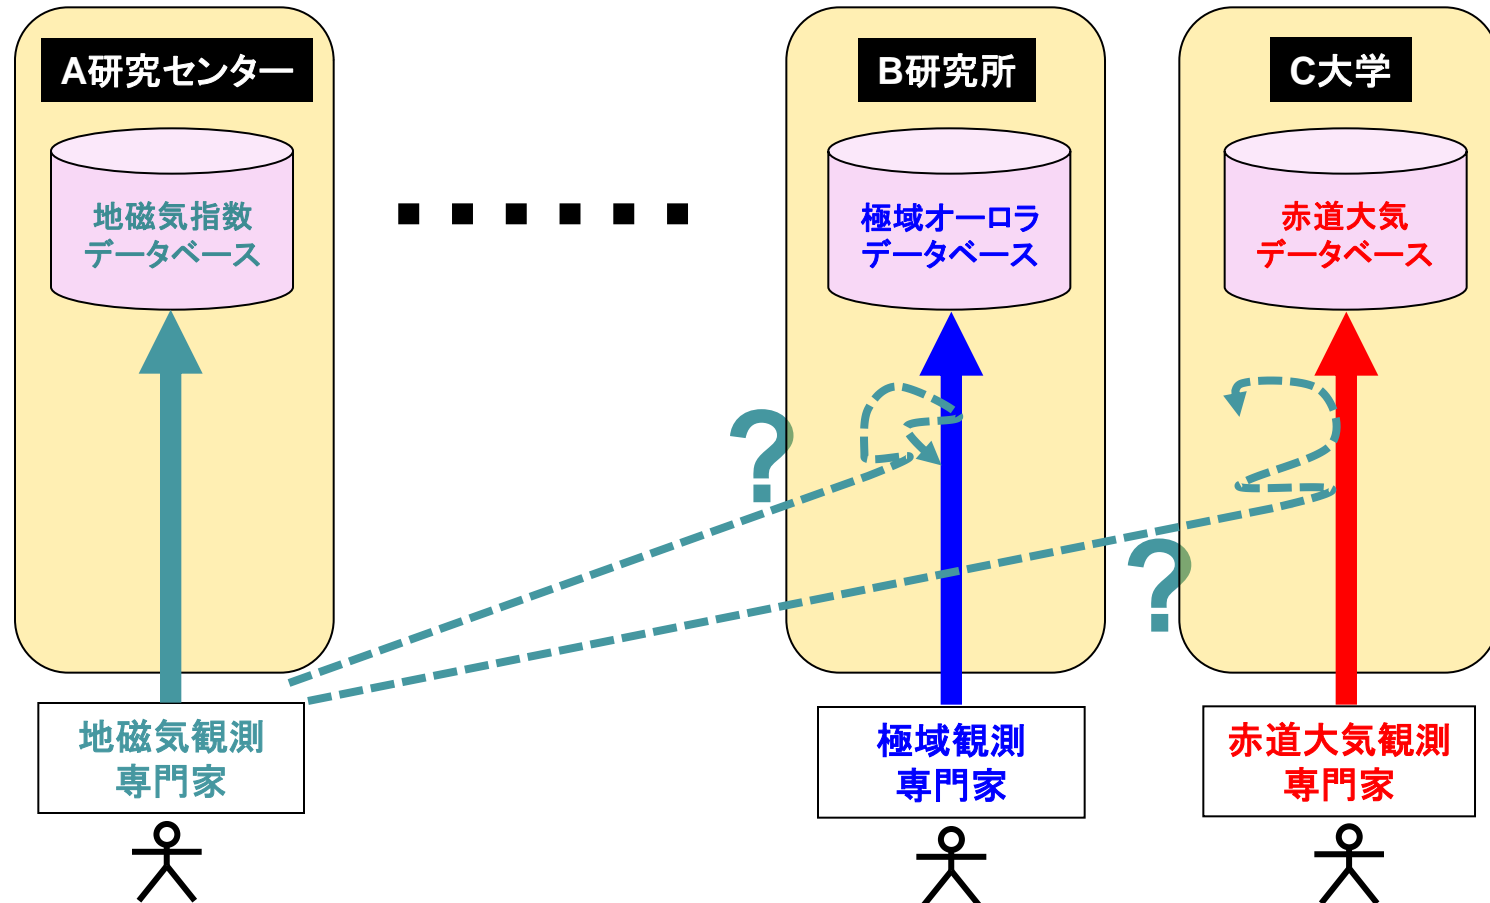 A研究センター
B研究所
C大学
地磁気指数
データベース
極域オーロラ
データベース
赤道大気
データベース
?
?
地磁気観測
専門家
極域観測
専門家
赤道大気観測
専門家